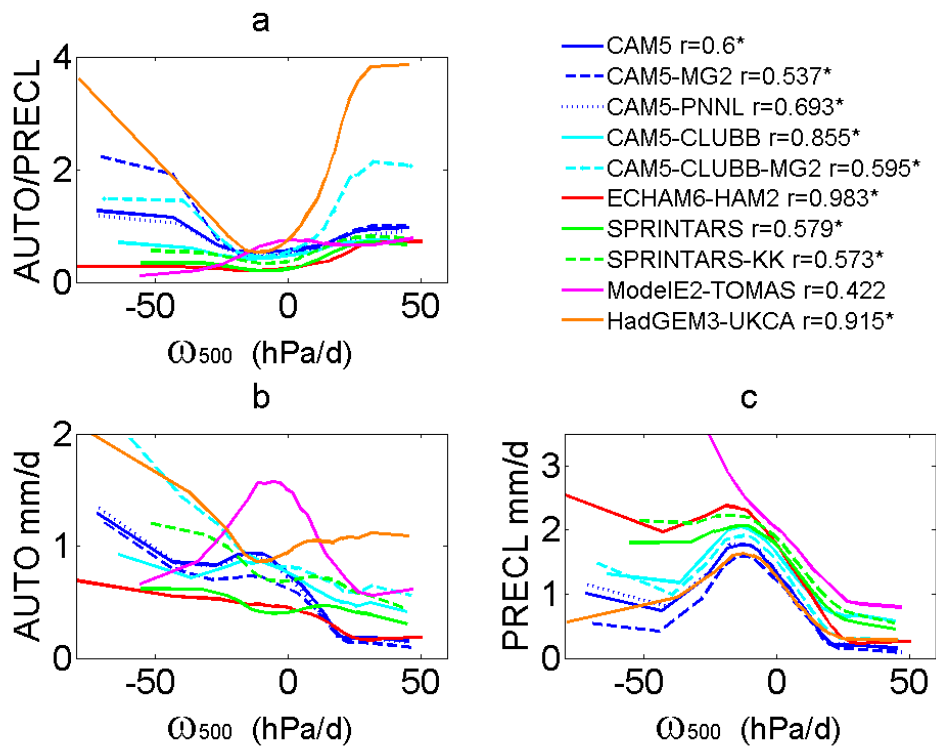 a
AUTO/PRECL
4
2
0
-50 0 50
ω500 (hPa/d)
CAM5 r=0.6*
CAM5-MG2 r=0.537*
CAM5-PNNL r=0.693*
CAM5-CLUBB r=0.855*
CAM5-CLUBB-MG2 r=0.595*
ECHAM6-HAM2 r=0.983*
SPRINTARS r=0.579*
SPRINTARS-KK r=0.573*
ModelE2-TOMAS r=0.422
HadGEM3-UKCA r=0.915*
b
AUTO mm/d
2
1
0
-50 0 50
ω500 (hPa/d)
c
PRECL mm/d
3
2
1
0
-50 0 50
ω500 (hPa/d)